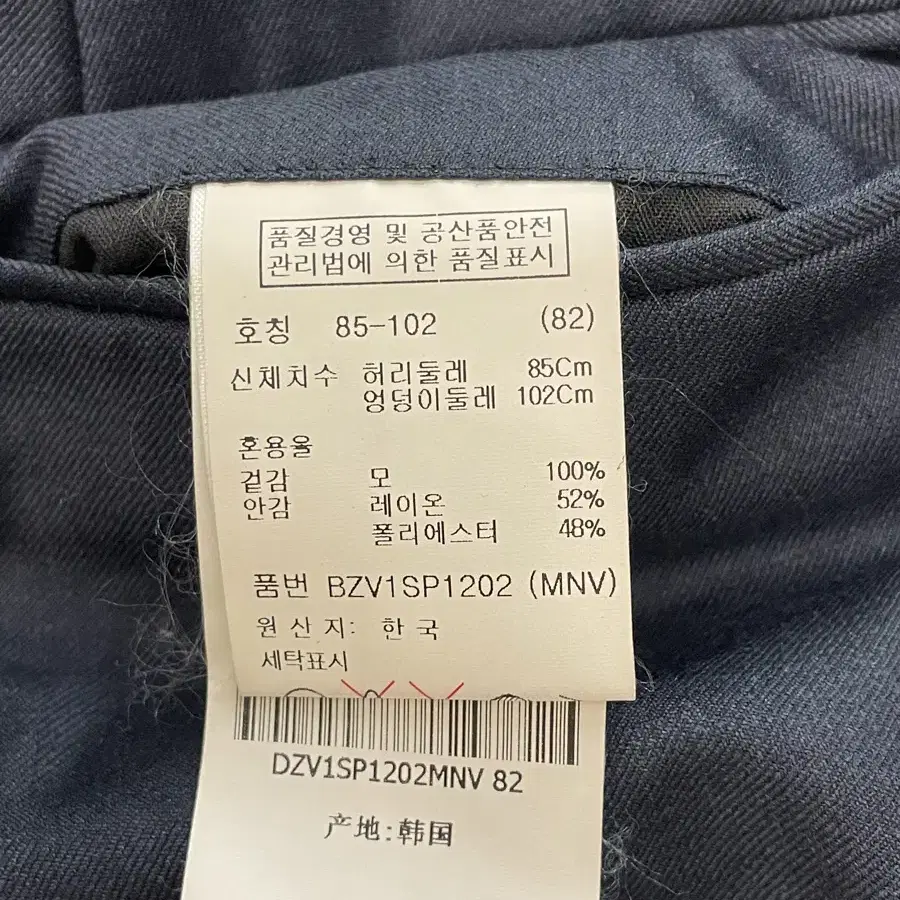 품질경영 및 공산품안전
관리법에 의한 품질표시
호칭 85-102 (82)
신체치수 허리둘레 85Cm
엉덩이둘레 102Cm
혼용율
겉감 모 100%
안감 레이온 52%
폴리에스터 48%
품번 BZV1SP1202 (MNV)
원 산 지: 한 국
세탁표시
DZV1SP1202MNV 82
产地:韩国